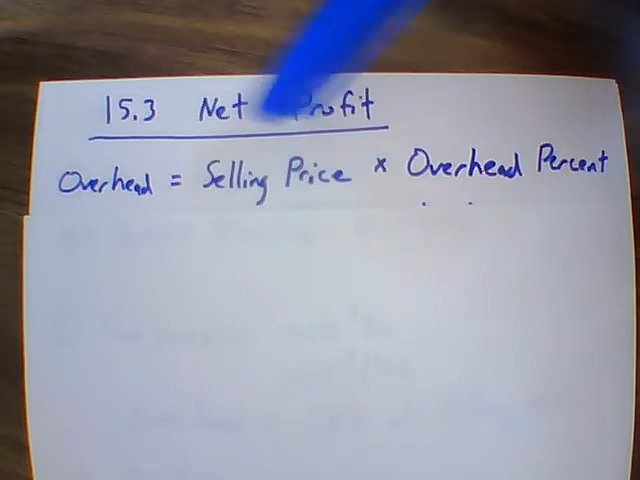 15.3 Net Profit
Overhead = Selling Price × Overhead Percent